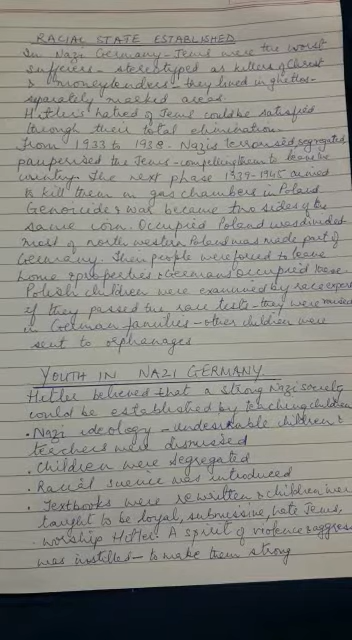 RACIAL STATE ESTABLISHED
In Nazi Germany - Jews were the worst
sufferers - stereotyped as killers of Christ
& moneylenders - they lived in ghettos -
separately marked areas.
Hitler's hatred of Jews could be satisfied
through their total elimination.
From 1933 to 1938 - Nazis terrorised, segregated
pauperised the Jews - compelling them to leave the
country. The next phase 1939-1945 aimed
to kill them in gas chambers in Poland
Genocide & war became two sides of the
same coin. Occupied Poland was divided
most of north western Poland was made part of
Germany. Then people were forced to leave
home & properties. Germans occupied these
Polish children were examined by race experts
if they passed the race tests - they were raised
in German families - other children were
sent to orphanages
YOUTH IN NAZI GERMANY
Hitler believed that a strong Nazi society
could be established by teaching children
• Nazi ideology - undesirable children &
teachers were dismissed
• Children were segregated
• Racial science was introduced
• Textbooks were rewritten & children were
taught to be loyal, submissive, hate Jews,
• worship Hitler. A spirit of violence & aggress
was instilled - to make them strong